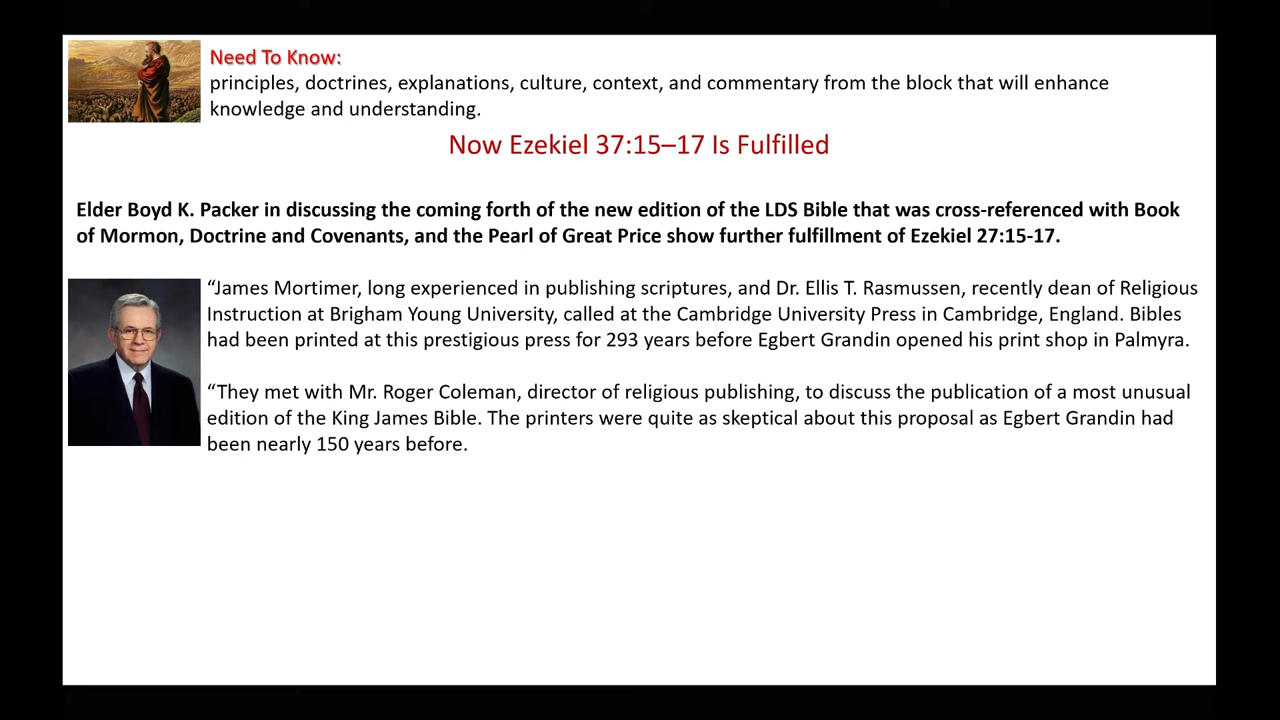 Need To Know:
principles, doctrines, explanations, culture, context, and commentary from the block that will enhance
knowledge and understanding.
Now Ezekiel 37:15–17 Is Fulfilled
Elder Boyd K. Packer in discussing the coming forth of the new edition of the LDS Bible that was cross-referenced with Book
of Mormon, Doctrine and Covenants, and the Pearl of Great Price show further fulfillment of Ezekiel 27:15-17.
“James Mortimer, long experienced in publishing scriptures, and Dr. Ellis T. Rasmussen, recently dean of Religious
Instruction at Brigham Young University, called at the Cambridge University Press in Cambridge, England. Bibles
had been printed at this prestigious press for 293 years before Egbert Grandin opened his print shop in Palmyra.
“They met with Mr. Roger Coleman, director of religious publishing, to discuss the publication of a most unusual
edition of the King James Bible. The printers were quite as skeptical about this proposal as Egbert Grandin had
been nearly 150 years before.